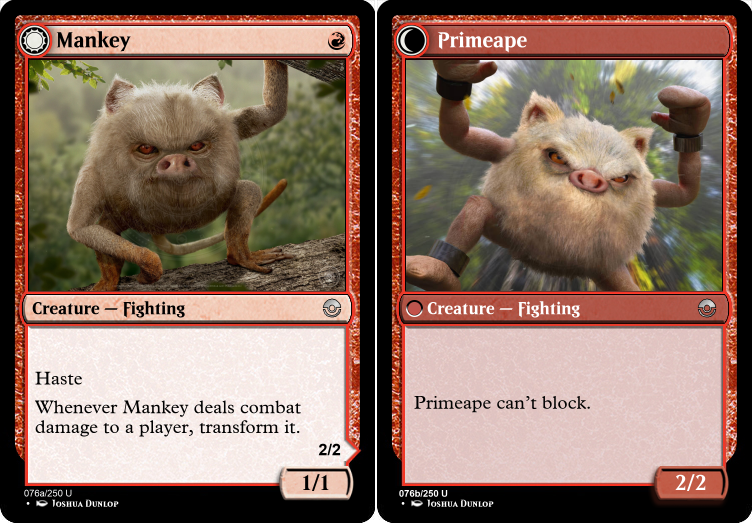 Mankey
Creature — Fighting
Haste
Whenever Mankey deals combat
damage to a player, transform it.
2/2
1/1
076a/250 U
• Joshua Dunlop
Primeape
Creature — Fighting
Primeape can't block.
2/2
076b/250 U
• Joshua Dunlop